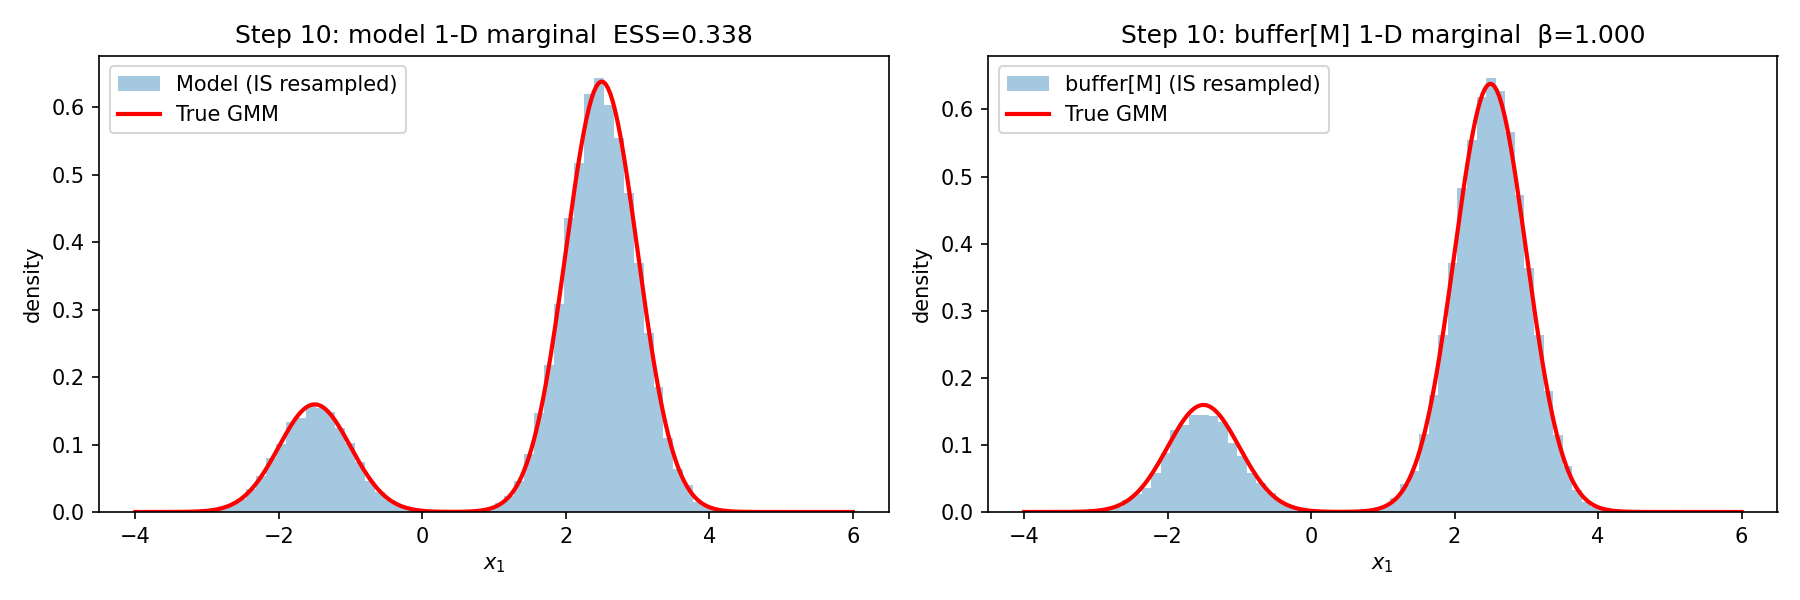 Step 10: model 1-D marginal  ESS=0.338
Model (IS resampled)
True GMM
density
0.6
0.5
0.4
0.3
0.2
0.1
0.0
−4
−2
0
2
4
6
x₁
Step 10: buffer[M] 1-D marginal  β=1.000
buffer[M] (IS resampled)
True GMM
density
0.6
0.5
0.4
0.3
0.2
0.1
0.0
−4
−2
0
2
4
6
x₁